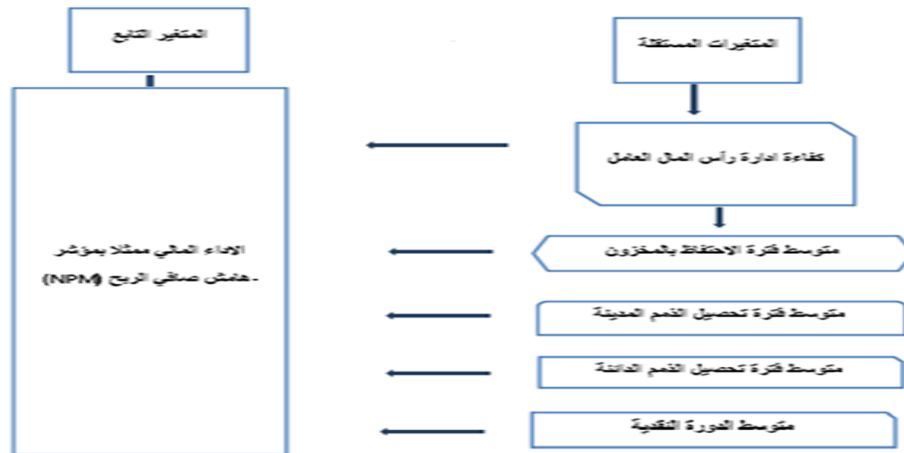 المتغيرات المستقلة
المتغير التابع
كفاءة ادارة رأس المال العامل
متوسط فترة الاحتفاظ بالمخزون
متوسط فترة تحصيل الذمم المدينة
متوسط فترة تحصيل الذمم الدائنة
متوسط الدورة النقدية
الاداء المالي ممثلا بمؤشر
-هامش صافي الربح (NPM)